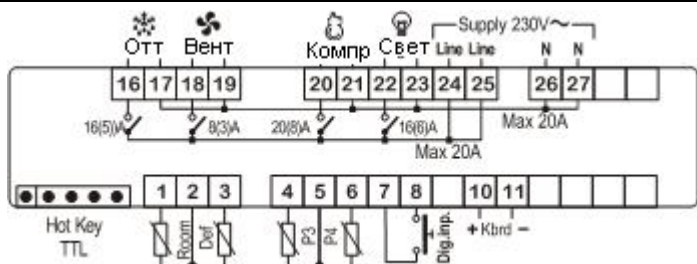 Supply 230V~
Отт Вент Компр Свет Line Line N N
16 17 18 19 20 21 22 23 24 25 26 27
16(5))A 8(3)A 20(8)A 16(6)A Max 20A Max 20A
1 2 3 4 5 6 7 8 10 11
Hot Key TTL
Room Def P3 P4 Dig.inp. + Kbrd -